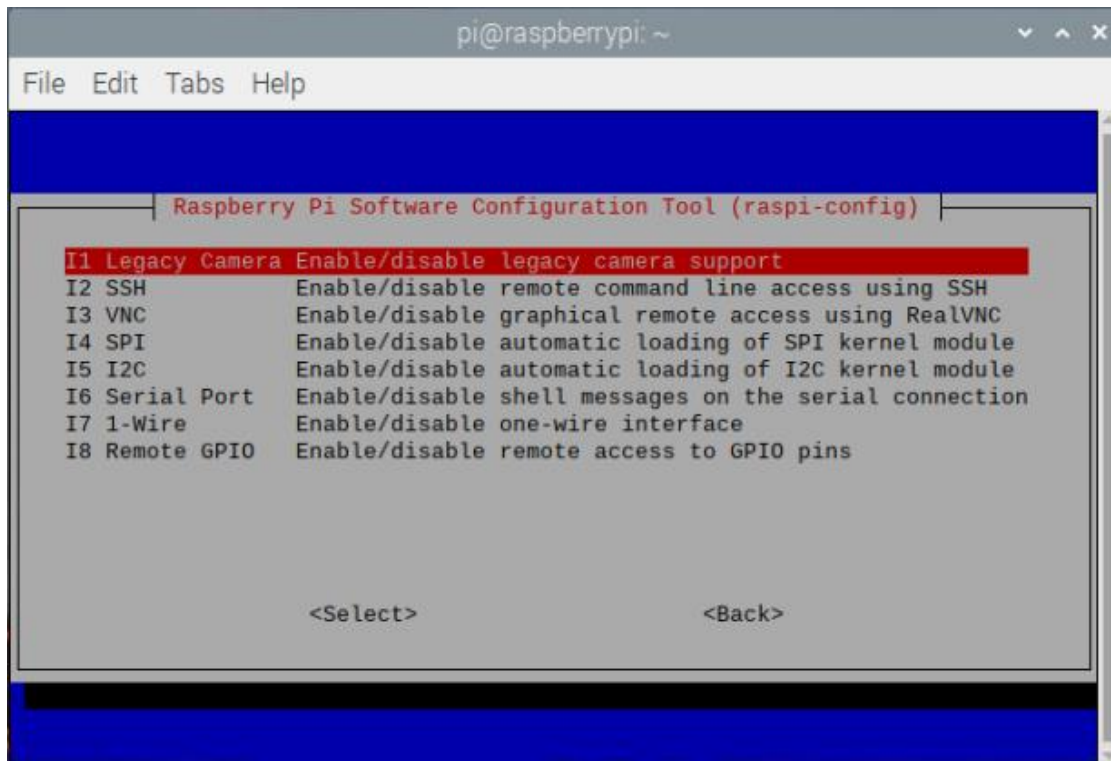 pi@raspberrypi: ~
File Edit Tabs Help
Raspberry Pi Software Configuration Tool (raspi-config)
I1 Legacy Camera Enable/disable legacy camera support
I2 SSH Enable/disable remote command line access using SSH
I3 VNC Enable/disable graphical remote access using RealVNC
I4 SPI Enable/disable automatic loading of SPI kernel module
I5 I2C Enable/disable automatic loading of I2C kernel module
I6 Serial Port Enable/disable shell messages on the serial connection
I7 1-Wire Enable/disable one-wire interface
I8 Remote GPIO Enable/disable remote access to GPIO pins
<Select> <Back>